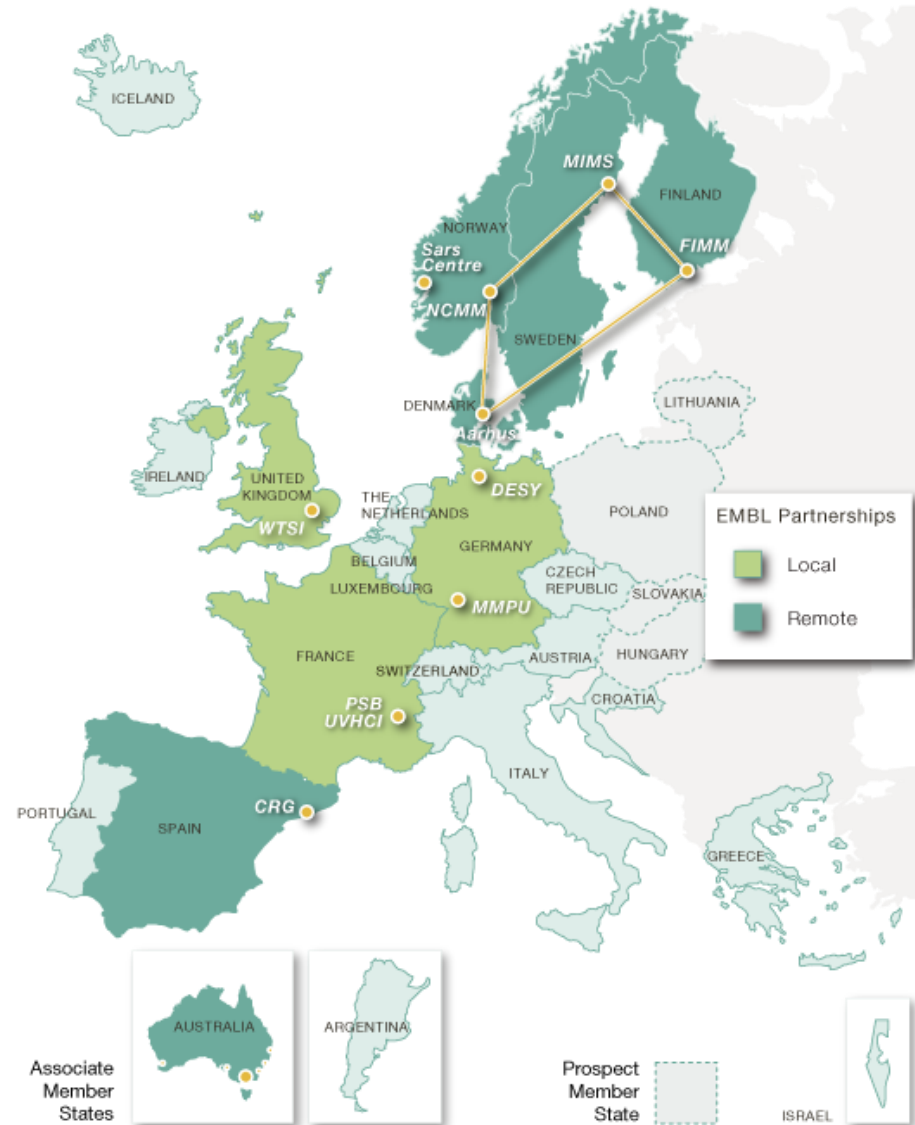 ICELAND
MIMS
FINLAND
NORWAY
Sars
Centre
FIMM
NCMM
SWEDEN
LITHUANIA
DENMARK
Aarhus
IRELAND
UNITED
KINGDOM
WTSI
DESY
THE
NETHERLANDS
POLAND
GERMANY
BELGIUM
LUXEMBOURG
CZECH
REPUBLIC
SLOVAKIA
MMPU
EMBL Partnerships
Local
Remote
FRANCE
SWITZERLAND
AUSTRIA
HUNGARY
CROATIA
PSB
UVHCI
ITALY
PORTUGAL
SPAIN
CRG
GREECE
AUSTRALIA
ARGENTINA
Associate
Member
States
Prospect
Member
State
ISRAEL